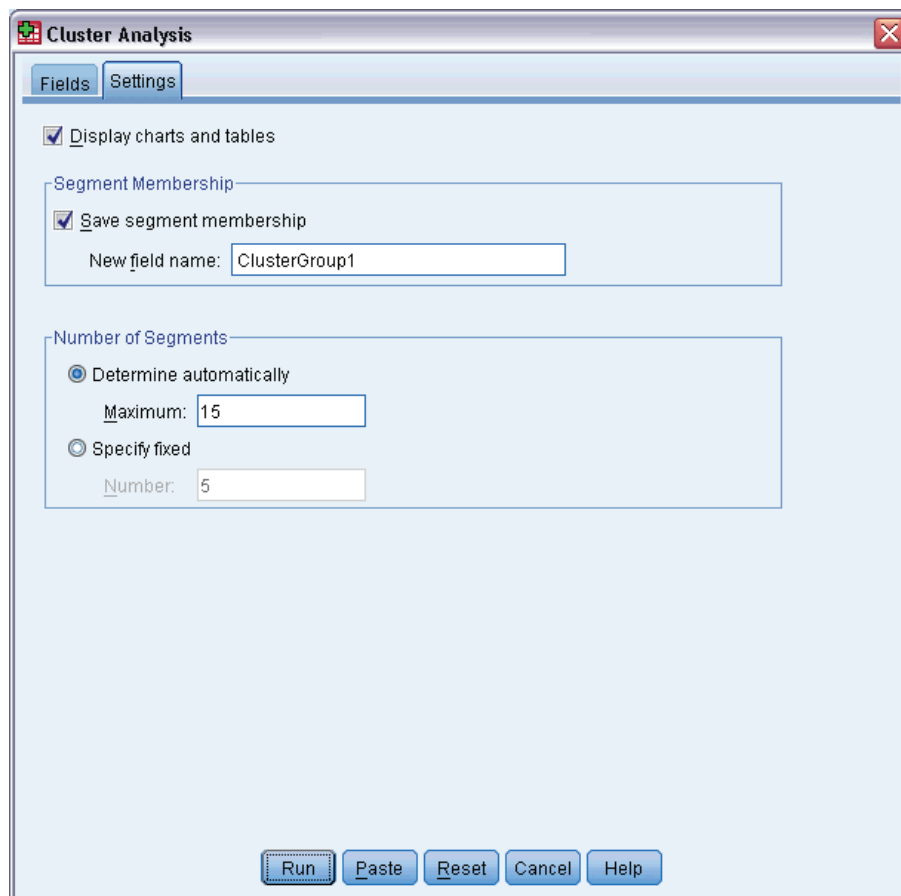 Cluster Analysis
Fields Settings
Display charts and tables
Segment Membership
Save segment membership
New field name: ClusterGroup1
Number of Segments
Determine automatically
Maximum: 15
Specify fixed
Number: 5
Run Paste Reset Cancel Help